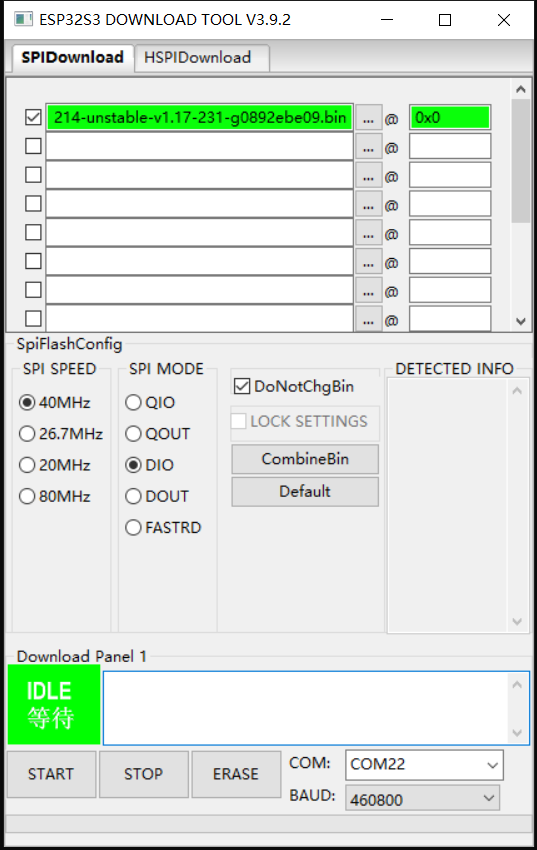 ESP32S3 DOWNLOAD TOOL V3.9.2
SPIDownload HSPIDownload
214-unstable-v1.17-231-g0892ebe09.bin ... @ 0x0
... @
... @
... @
... @
... @
... @
... @
SpiFlashConfig
SPI SPEED SPI MODE DETECTED INFO
40MHz QIO DoNotChgBin
26.7MHz QOUT LOCK SETTINGS
20MHz DIO CombineBin
80MHz DOUT Default
FASTRD
Download Panel 1
IDLE
等待
START STOP ERASE COM: COM22
BAUD: 460800